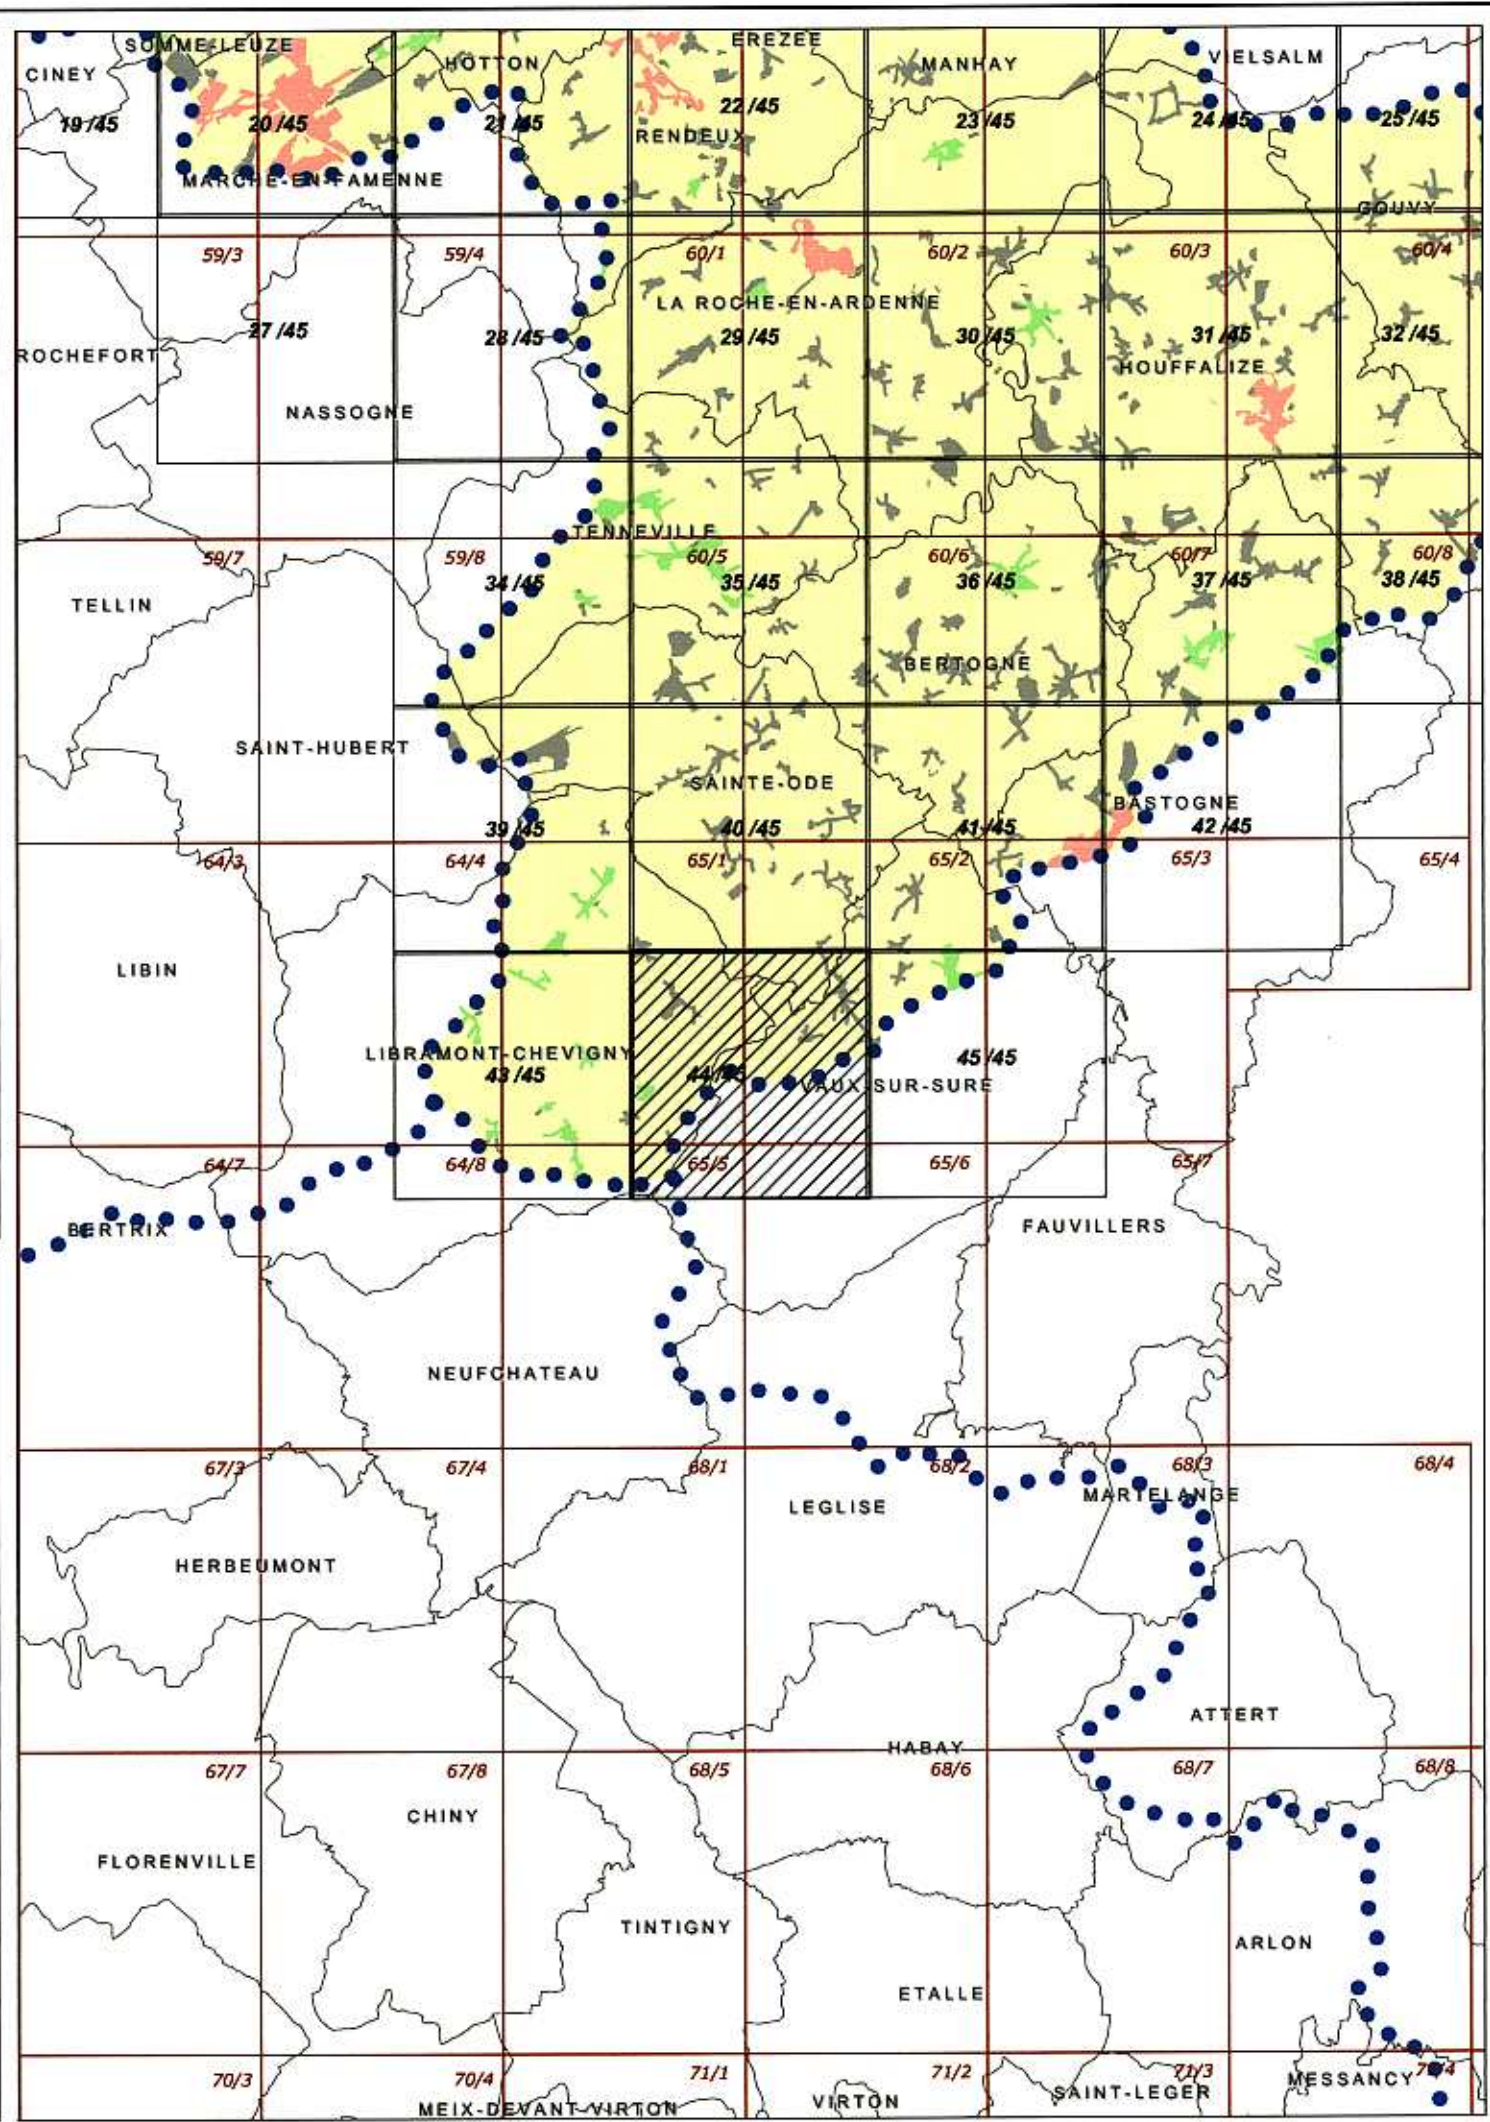 SOMME-LEUZE
EREZEE
CINEY
HOTTON
MANHAY
VIELSALM
19 /45
20 /45
21 /45
22 /45
23 /45
24 /45
25 /45
RENDEUX
MARCHE-EN-FAMENNE
GOUVY
59/3
59/4
60/1
60/2
60/3
60/4
LA ROCHE-EN-ARDENNE
27 /45
28 /45
29 /45
30 /45
31 /45
32 /45
ROCHEFORT
HOUFFALIZE
NASSOGNE
TENNEVILLE
59/7
59/8
60/5
60/6
60/7
60/8
34 /45
35 /45
36 /45
37 /45
38 /45
TELLIN
BERTOGNE
SAINT-HUBERT
SAINTE-ODE
BASTOGNE
39 /45
40 /45
41 /45
42 /45
64/3
64/4
65/1
65/2
65/3
65/4
LIBIN
LIBRAMONT-CHEVIGNY
43 /45
44 /45
45 /45
VAUX-SUR-SURE
64/7
64/8
65/5
65/6
65/7
BERTRIX
FAUVILLERS
NEUFCHATEAU
67/3
67/4
68/1
68/2
68/3
68/4
MARTELANGE
LEGLISE
HERBEUMONT
ATTERT
HABAY
67/7
67/8
68/5
68/6
68/7
68/8
CHINY
FLORENVILLE
TINTIGNY
ARLON
ETALLE
70/3
70/4
71/1
71/2
71/3
71/4
MEIX-DEVANT-VIRTON
VIRTON
SAINT-LEGER
MESSANCY